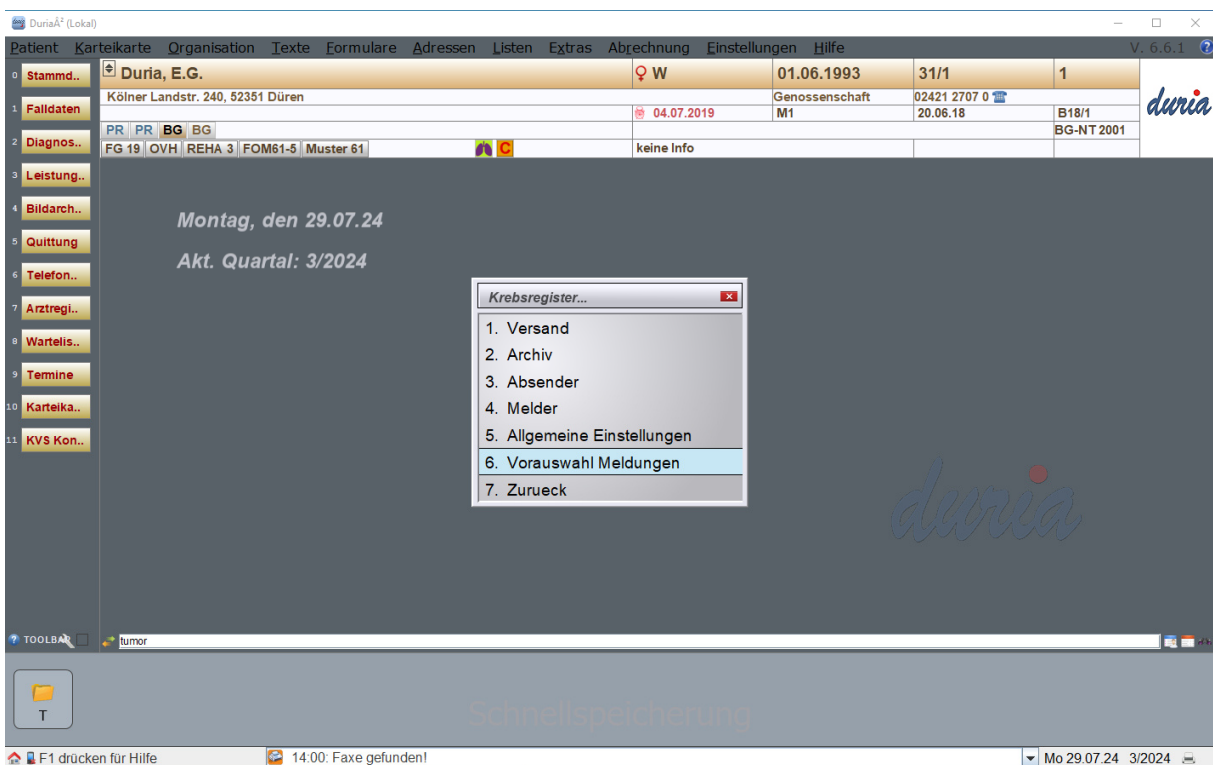 DuriaÂ² (Lokal)
Patient Karteikarte Organisation Texte Formulare Adressen Listen Extras Abrechnung Einstellungen Hilfe V. 6.6.1
0 Stammd..
1 Falldaten
2 Diagnos..
3 Leistung..
4 Bildarch..
5 Quittung
6 Telefon..
7 Arztregi..
8 Wartelis..
9 Termine
10 Karteika..
11 KVS Kon..
Duria, E.G. W 01.06.1993 31/1 1
Kölner Landstr. 240, 52351 Düren Genossenschaft 02421 2707 0
04.07.2019 M1 20.06.18 B18/1
PR PR BG BG BG-NT 2001
FG 19 OVH REHA 3 FOM61-5 Muster 61 C keine Info
duria
Montag, den 29.07.24
Akt. Quartal: 3/2024
Krebsregister...
1. Versand
2. Archiv
3. Absender
4. Melder
5. Allgemeine Einstellungen
6. Vorauswahl Meldungen
7. Zurueck
duria
TOOLBAR tumor
T
Schnellspeicherung
F1 drücken für Hilfe 14:00: Faxe gefunden! Mo 29.07.24 3/2024